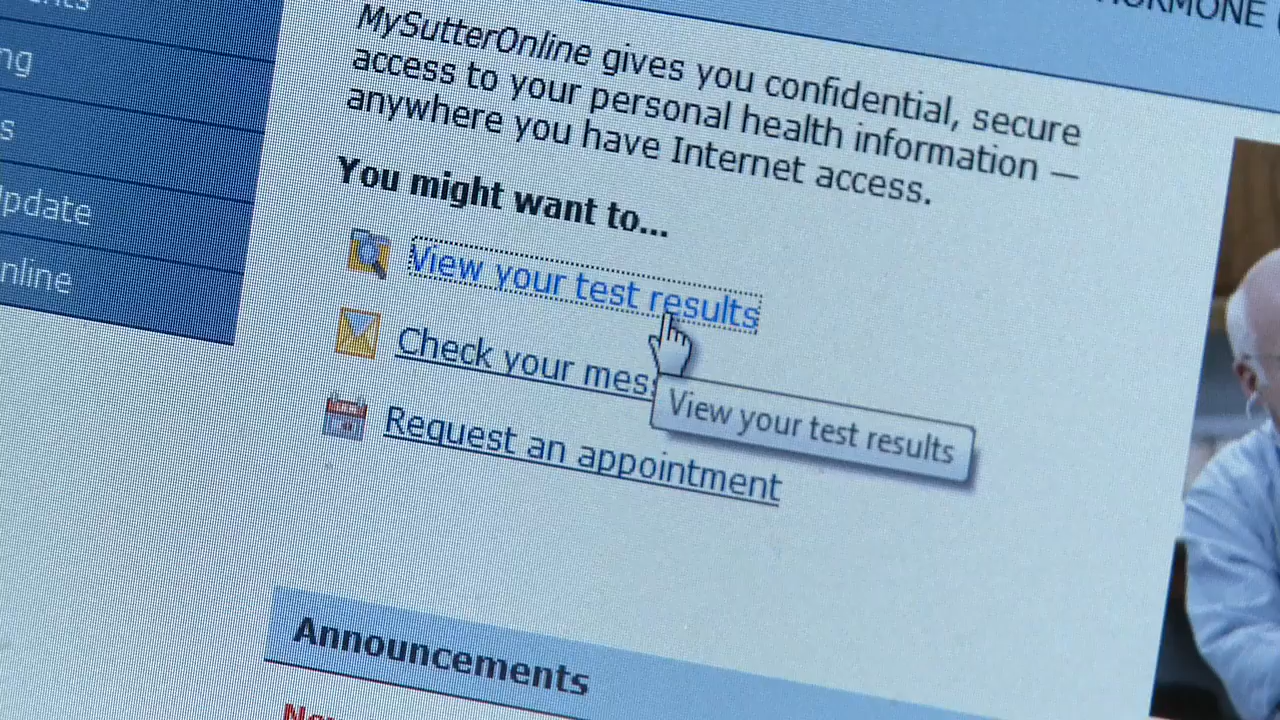 MySutterOnline gives you confidential, secure
access to your personal health information —
anywhere you have Internet access.
You might want to...
View your test results
Check your
View your test results
Request an appointment
Announcements